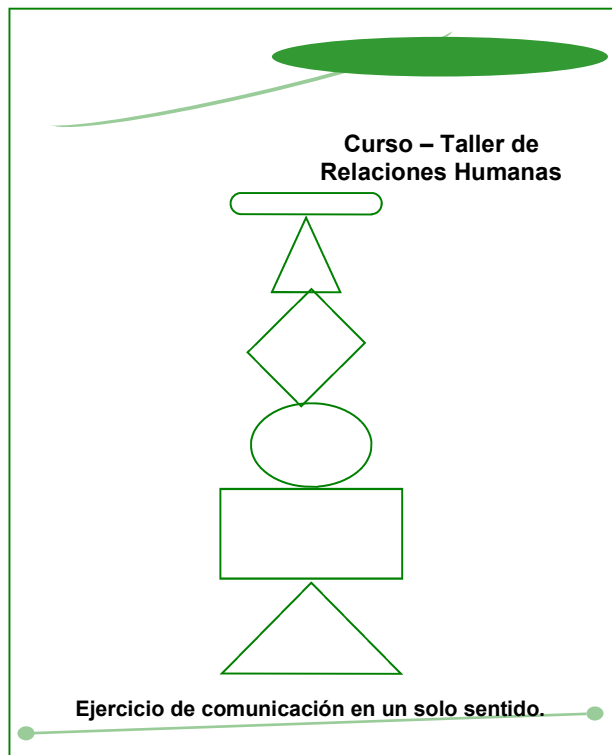 Curso – Taller de
Relaciones Humanas
Ejercicio de comunicación en un solo sentido.